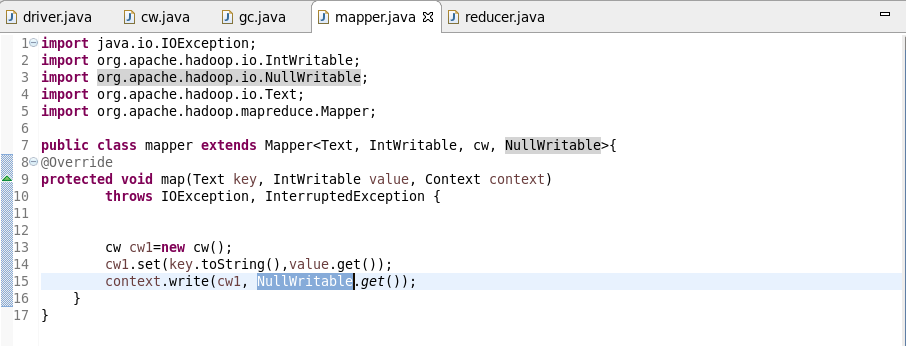 driver.java cw.java gc.java mapper.java reducer.java
1 import java.io.IOException;
2 import org.apache.hadoop.io.IntWritable;
3 import org.apache.hadoop.io.NullWritable;
4 import org.apache.hadoop.io.Text;
5 import org.apache.hadoop.mapreduce.Mapper;
6
7 public class mapper extends Mapper<Text, IntWritable, cw, NullWritable>{
8 @Override
9 protected void map(Text key, IntWritable value, Context context)
10 throws IOException, InterruptedException {
11
12
13 cw cw1=new cw();
14 cw1.set(key.toString(),value.get());
15 context.write(cw1, NullWritable.get());
16 }
17 }